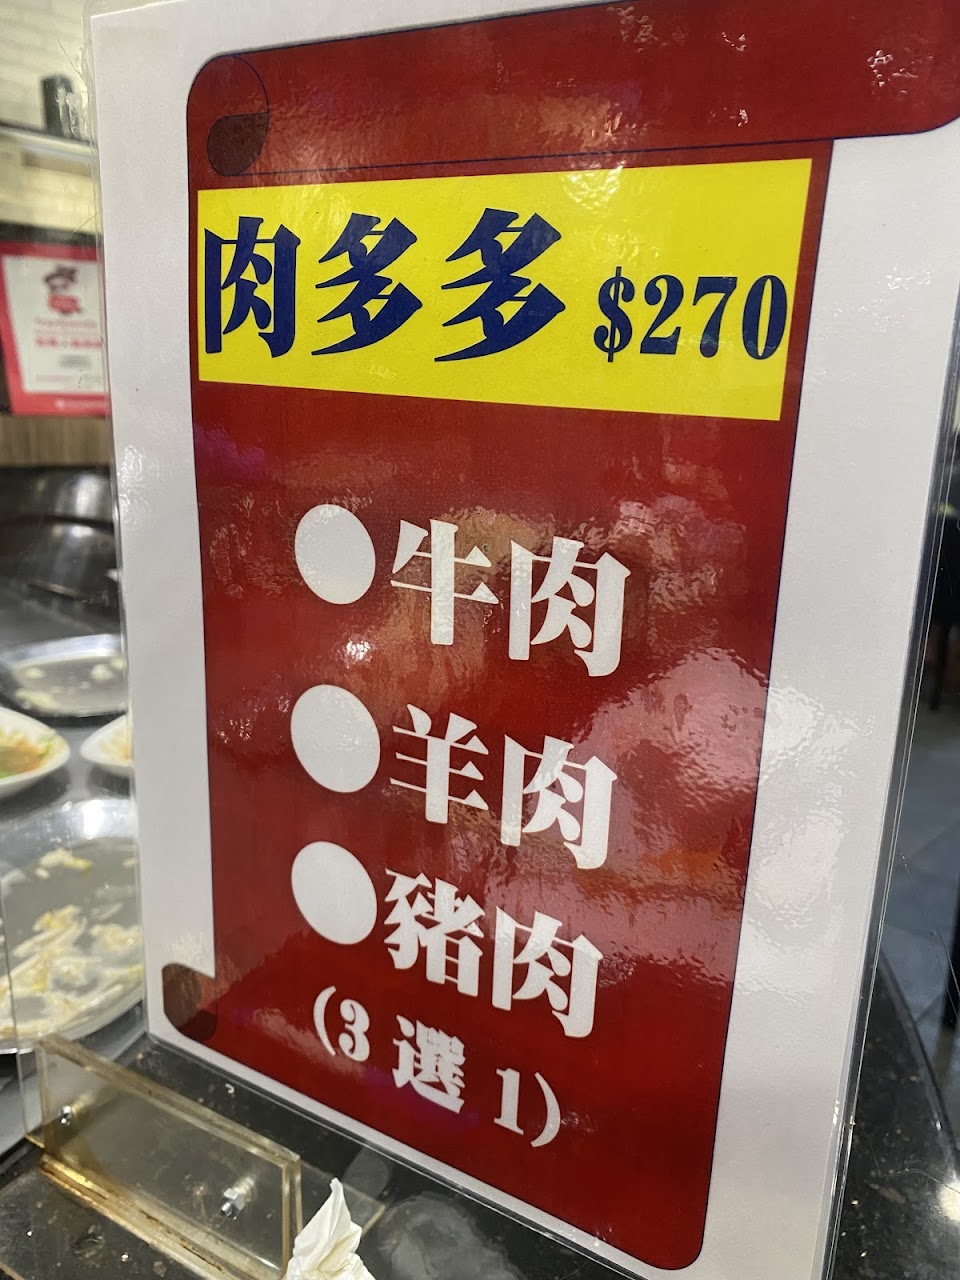 肉多多 $270
●牛肉
●羊肉
●豬肉
(3 選 1)